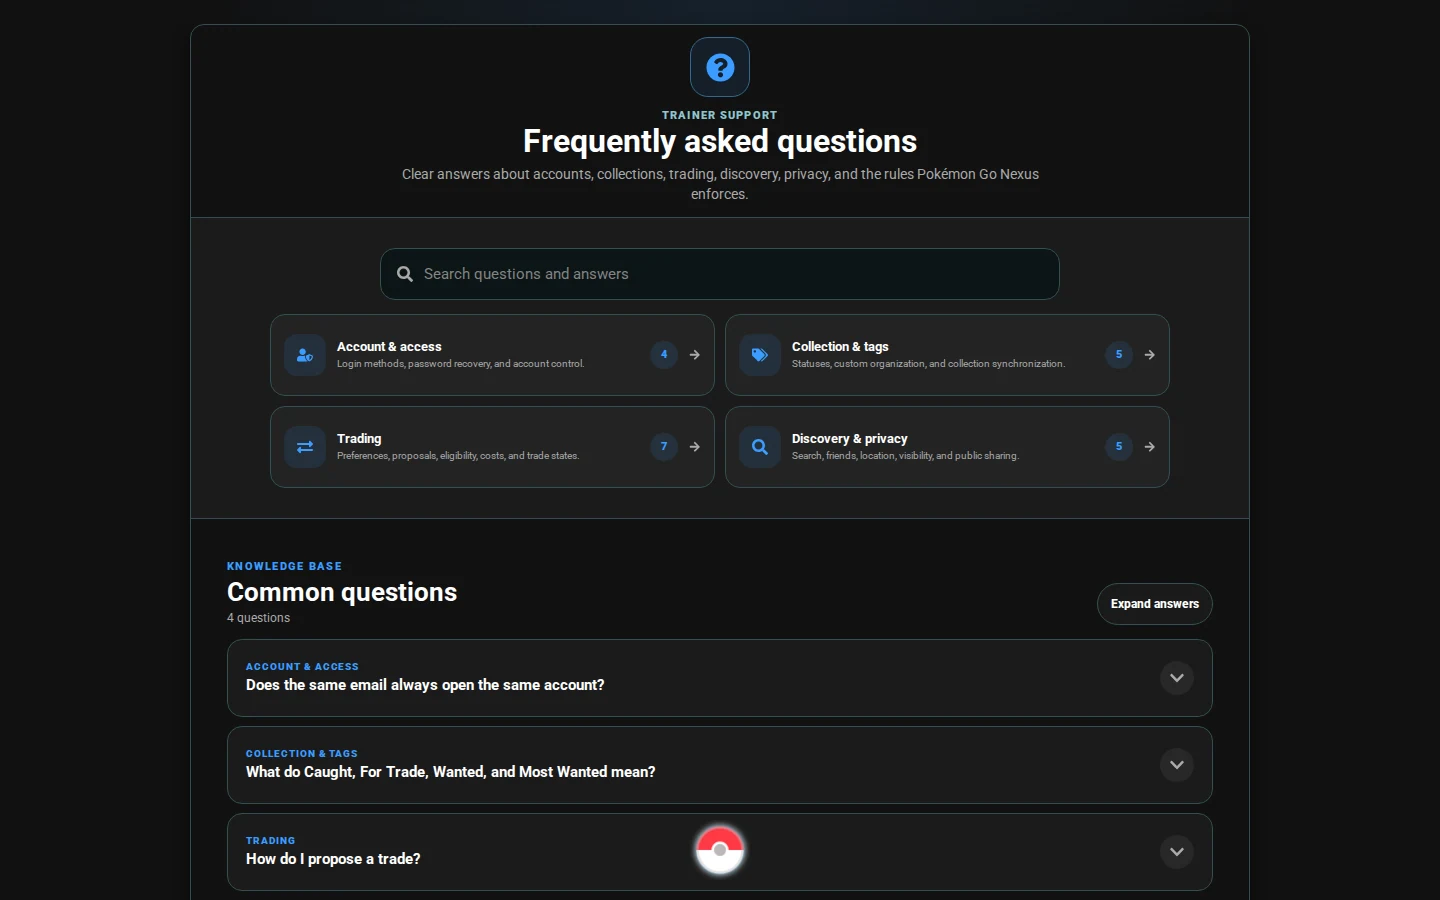 TRAINER SUPPORT
Frequently asked questions
Clear answers about accounts, collections, trading, discovery, privacy, and the rules Pokémon Go Nexus
enforces.
Search questions and answers
Account & access
Login methods, password recovery, and account control.
4
Collection & tags
Statuses, custom organization, and collection synchronization.
5
Trading
Preferences, proposals, eligibility, costs, and trade states.
7
Discovery & privacy
Search, friends, location, visibility, and public sharing.
5
KNOWLEDGE BASE
Common questions
4 questions
Expand answers
ACCOUNT & ACCESS
Does the same email always open the same account?
COLLECTION & TAGS
What do Caught, For Trade, Wanted, and Most Wanted mean?
TRADING
How do I propose a trade?